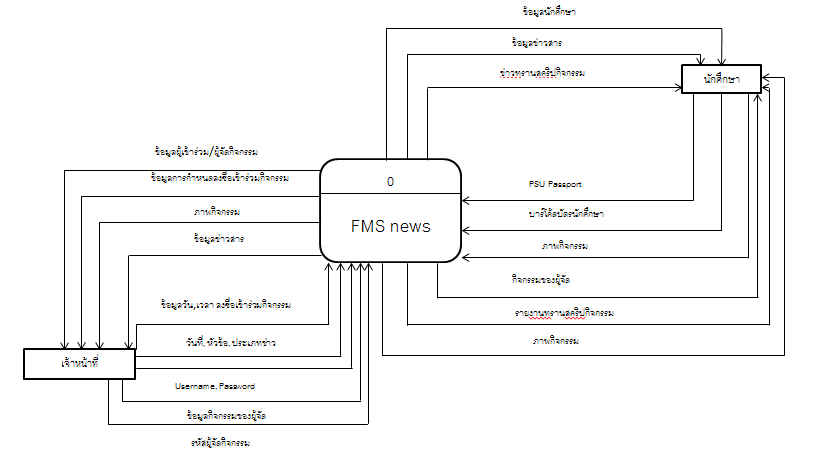 ข้อมูลนักศึกษา
ข้อมูลข่าวสาร
ข่าวทรานสคริปกิจกรรม
นักศึกษา
ข้อมูลผู้เข้าร่วม/ผู้จัดกิจกรรม
ข้อมูลการกำหนดลงชื่อเข้าร่วมกิจกรรม
0
PSU Passport
ภาพกิจกรรม
บาร์โค้ดบัตรนักศึกษา
FMS news
ข้อมูลข่าวสาร
ภาพกิจกรรม
กิจกรรมของผู้จัด
ข้อมูลวัน,เวลา ลงชื่อเข้าร่วมกิจกรรม
รายงานทรานสคริปกิจกรรม
วันที่, หัวข้อ, ประเภทข่าว
ภาพกิจกรรม
เจ้าหน้าที่
Username, Password
ข้อมูลกิจกรรมของผู้จัด
รหัสผู้จัดกิจกรรม